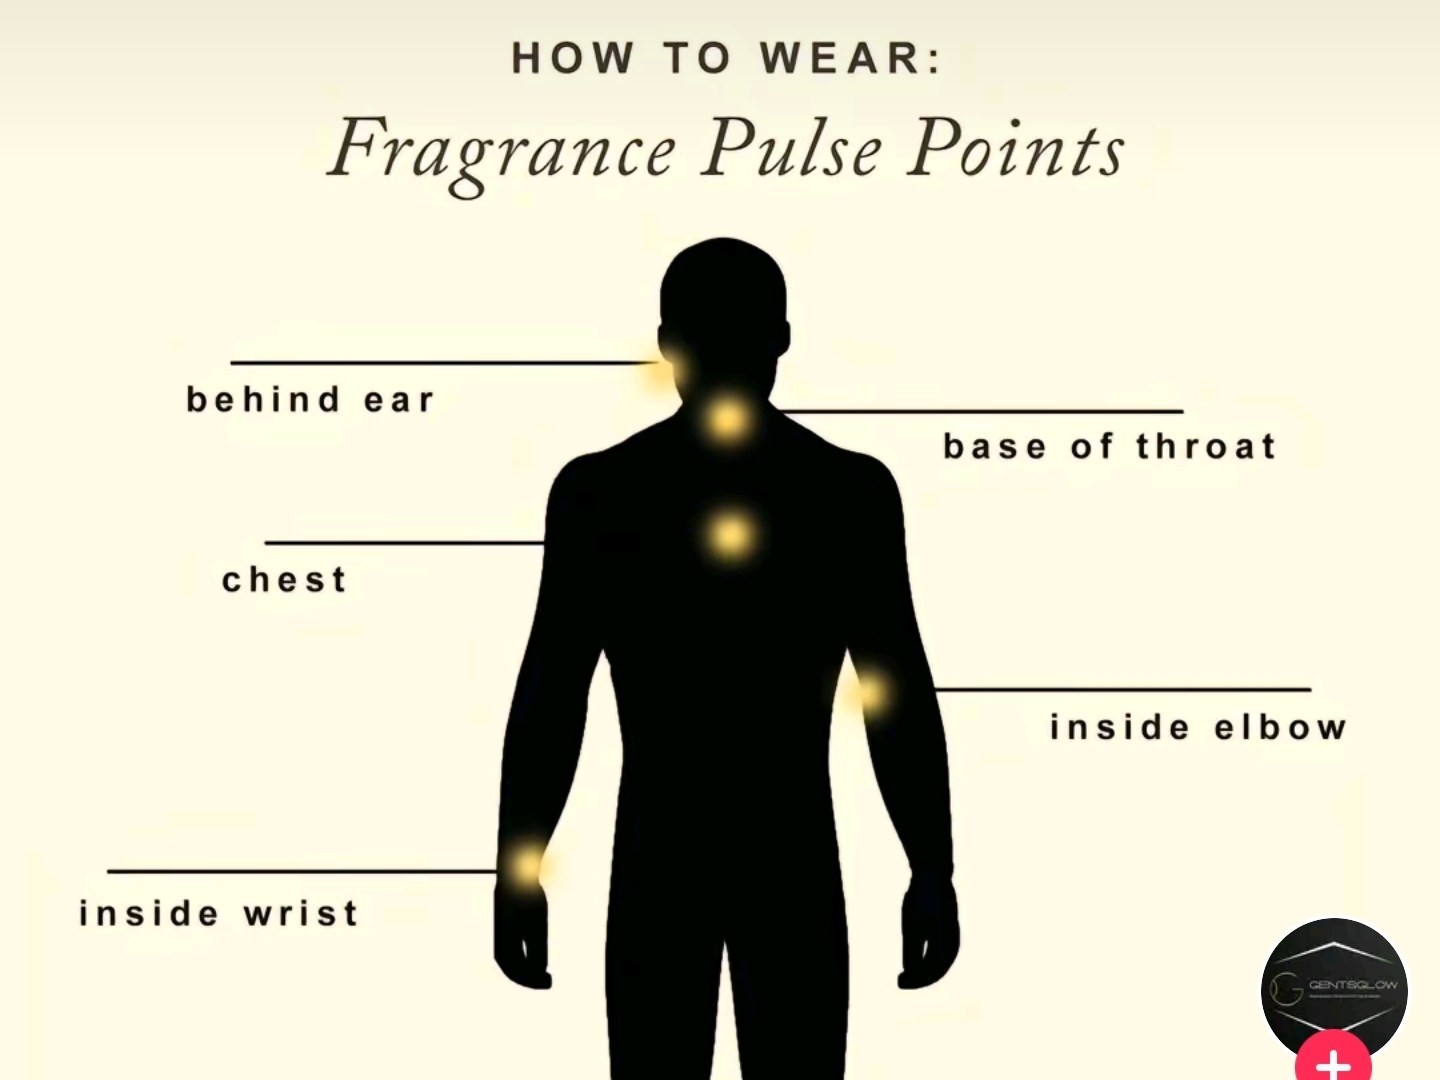 HOW TO WEAR:
Fragrance Pulse Points
behind ear
base of throat
chest
inside elbow
inside wrist
GENTSGLOW